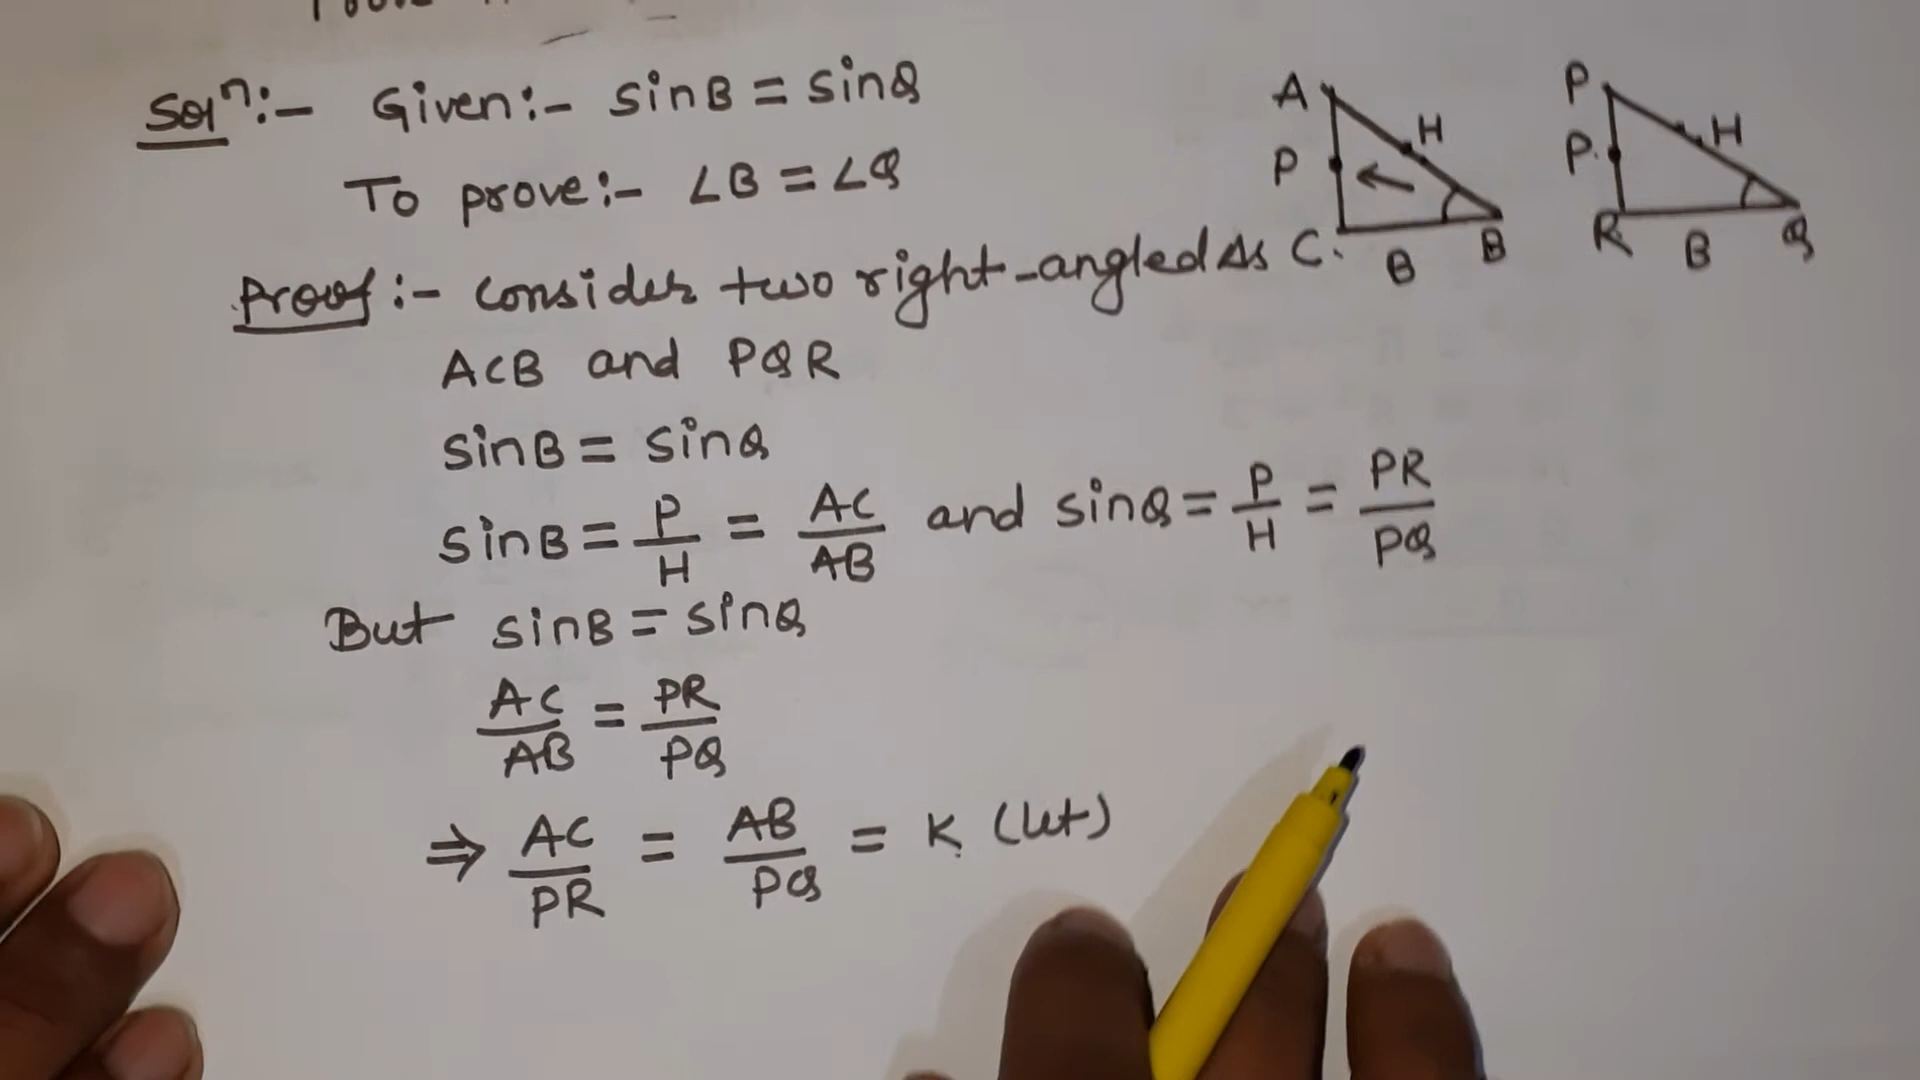 Solⁿ:- Given:- sinB = sinQ
To prove:- ∠B = ∠Q
Proof:- consider two right-angled Δs
ACB and PQR
sinB = sinQ
sinB = P/H = AC/AB and sinQ = P/H = PR/PQ
But sinB = sinQ
AC/AB = PR/PQ
⇒ AC/PR = AB/PQ = K (let)
A
H
P
C
B
B
P
H
P
R
B
Q